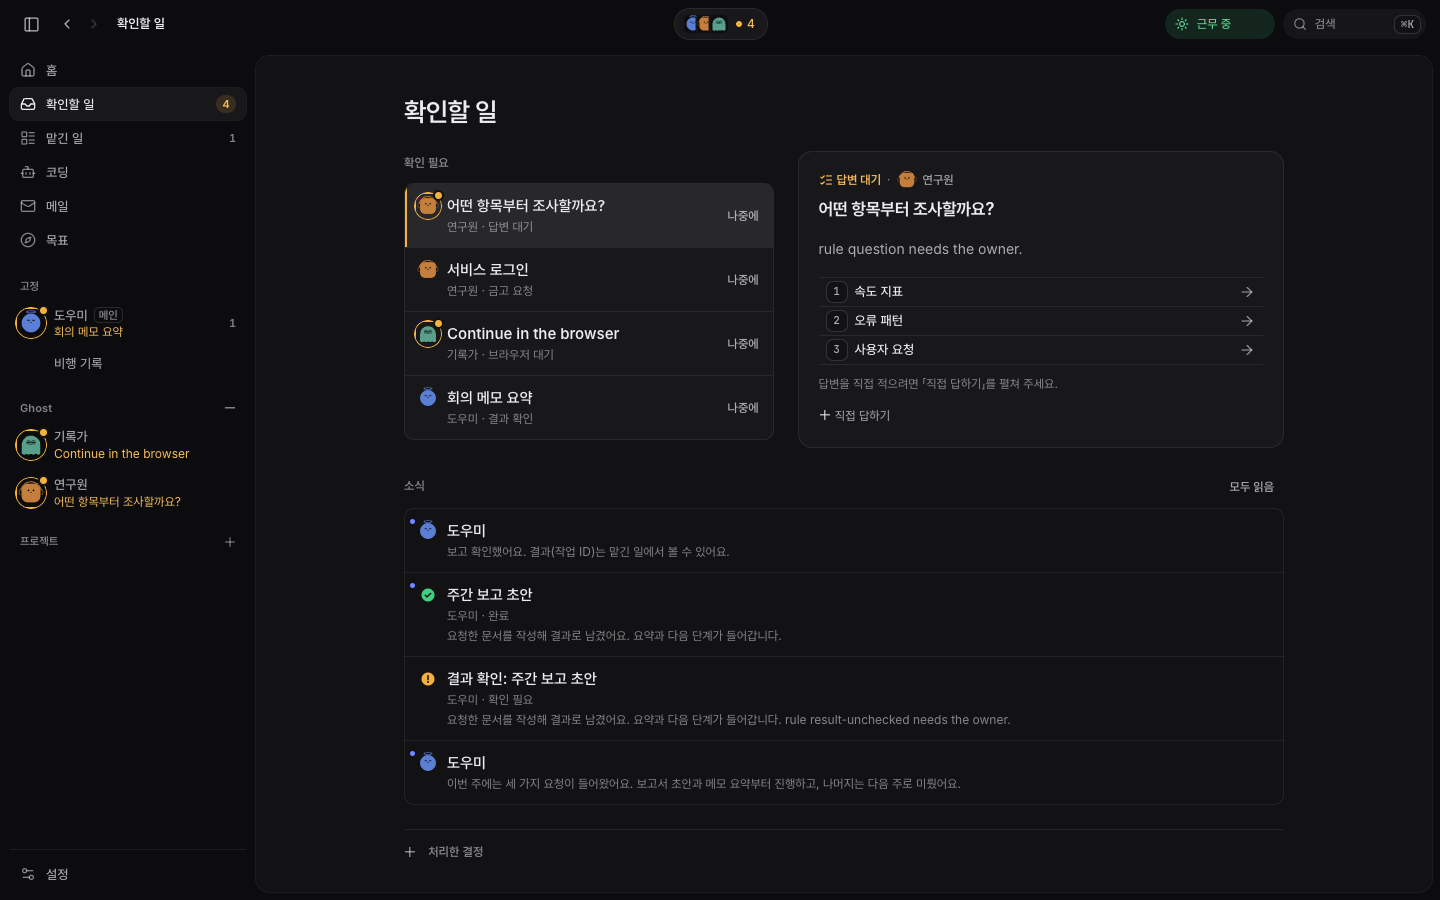 확인할 일
4
근무 중
검색
⌘K
홈
확인할 일
4
맡긴 일
1
코딩
메일
목표
고정
도우미 메인
회의 메모 요약
1
비행 기록
Ghost
기록가
Continue in the browser
연구원
어떤 항목부터 조사할까요?
프로젝트
설정
확인할 일
확인 필요
어떤 항목부터 조사할까요?
연구원 · 답변 대기
나중에
서비스 로그인
연구원 · 금고 요청
나중에
Continue in the browser
기록가 · 브라우저 대기
나중에
회의 메모 요약
도우미 · 결과 확인
나중에
답변 대기 · 연구원
어떤 항목부터 조사할까요?
rule question needs the owner.
1 속도 지표
2 오류 패턴
3 사용자 요청
답변을 직접 적으려면 「직접 답하기」를 펼쳐 주세요.
직접 답하기
소식
모두 읽음
도우미
보고 확인했어요. 결과(작업 ID)는 맡긴 일에서 볼 수 있어요.
주간 보고 초안
도우미 · 완료
요청한 문서를 작성해 결과로 남겼어요. 요약과 다음 단계가 들어갑니다.
결과 확인: 주간 보고 초안
도우미 · 확인 필요
요청한 문서를 작성해 결과로 남겼어요. 요약과 다음 단계가 들어갑니다. rule result-unchecked needs the owner.
도우미
이번 주에는 세 가지 요청이 들어왔어요. 보고서 초안과 메모 요약부터 진행하고, 나머지는 다음 주로 미뤘어요.
처리한 결정